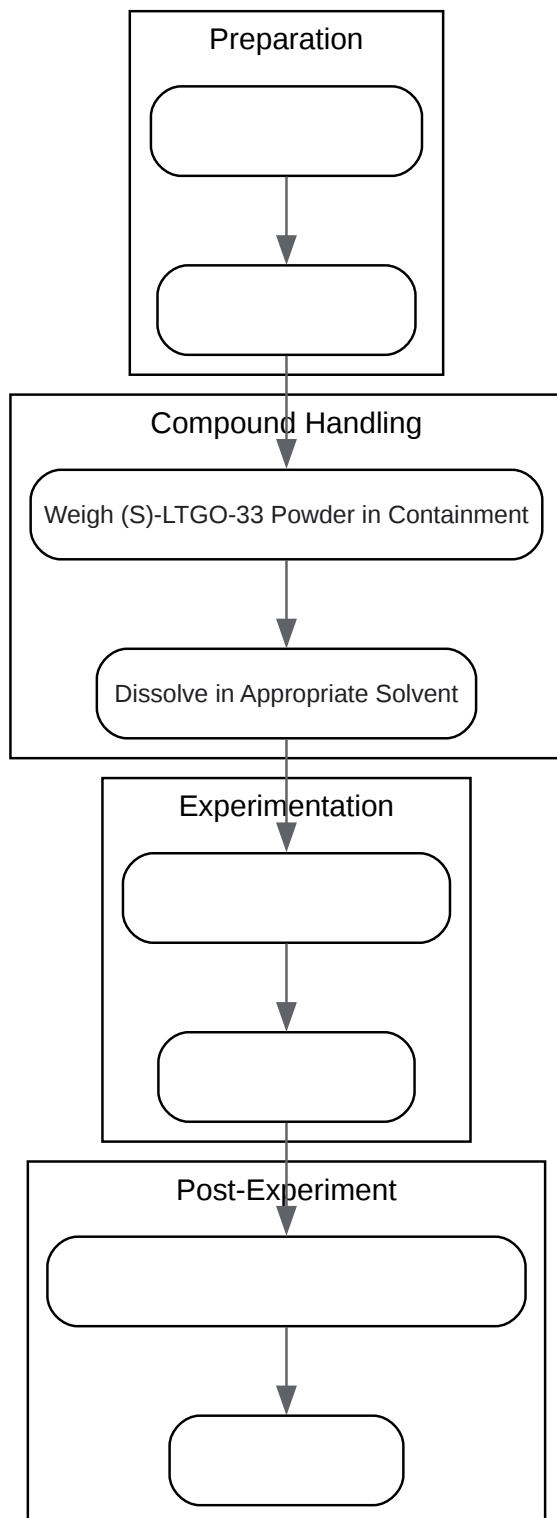 Preparation
Compound Handling
Weigh (S)-LTGO-33 Powder in Containment
Dissolve in Appropriate Solvent
Experimentation
Post-Experiment